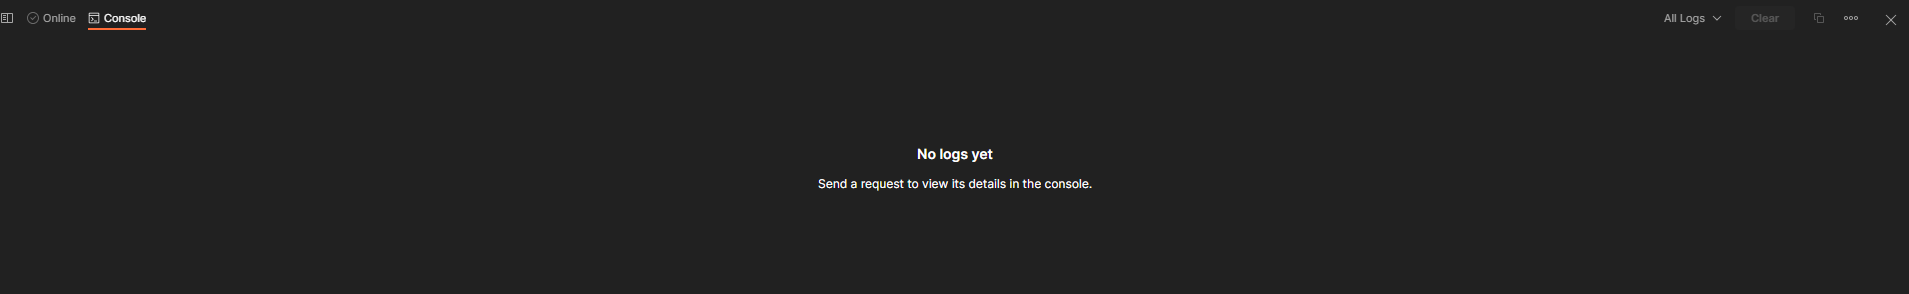 Online Console All Logs Clear
No logs yet
Send a request to view its details in the console.